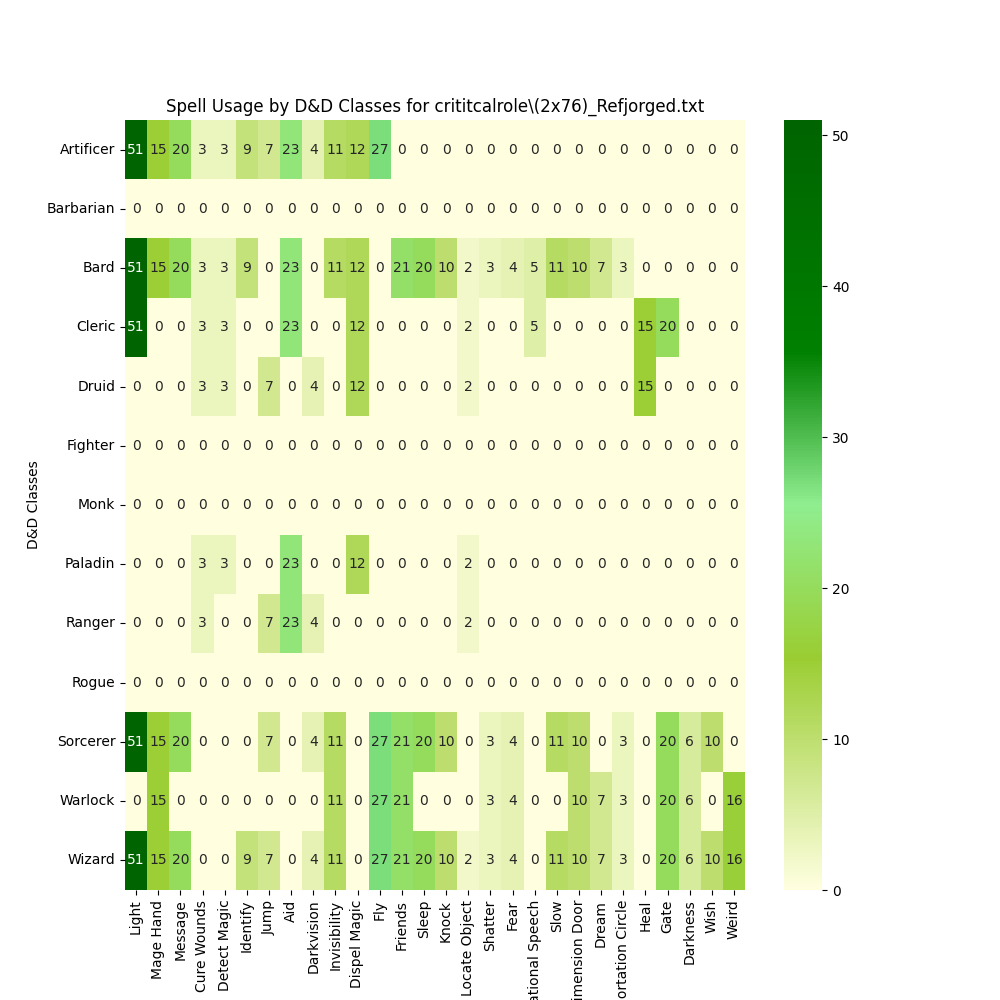 Spell Usage by D&D Classes for crititcalrole\(2x76)_Refjorged.txt
D&D Classes
Artificer 51 15 20 3 3 9 7 23 4 11 12 27 0 0 0 0 0 0 0 0 0 0 0 0 0 0 0 0
Barbarian 0 0 0 0 0 0 0 0 0 0 0 0 0 0 0 0 0 0 0 0 0 0 0 0 0 0 0 0
Bard 51 15 20 3 3 9 0 23 0 11 12 0 21 20 10 2 3 4 5 11 10 7 3 0 0 0 0 0
Cleric 51 0 0 3 3 0 0 23 0 0 12 0 0 0 0 2 0 0 5 0 0 0 0 15 20 0 0 0
Druid 0 0 0 3 3 0 7 0 4 0 12 0 0 0 0 2 0 0 0 0 0 0 0 15 0 0 0 0
Fighter 0 0 0 0 0 0 0 0 0 0 0 0 0 0 0 0 0 0 0 0 0 0 0 0 0 0 0 0
Monk 0 0 0 0 0 0 0 0 0 0 0 0 0 0 0 0 0 0 0 0 0 0 0 0 0 0 0 0
Paladin 0 0 0 3 3 0 0 23 0 0 12 0 0 0 0 2 0 0 0 0 0 0 0 0 0 0 0 0
Ranger 0 0 0 3 0 0 7 23 4 0 0 0 0 0 0 2 0 0 0 0 0 0 0 0 0 0 0 0
Rogue 0 0 0 0 0 0 0 0 0 0 0 0 0 0 0 0 0 0 0 0 0 0 0 0 0 0 0 0
Sorcerer 51 15 20 0 0 0 7 0 4 11 0 27 21 20 10 0 3 4 0 11 10 0 3 0 20 6 10 0
Warlock 0 15 0 0 0 0 0 0 0 11 0 27 21 0 0 0 3 4 0 0 10 7 3 0 20 6 0 16
Wizard 51 15 20 0 0 9 7 0 4 11 0 27 21 20 10 2 3 4 0 11 10 7 3 0 20 6 10 16
Light
Mage Hand
Message
Cure Wounds
Detect Magic
Identify
Jump
Aid
Darkvision
Invisibility
Dispel Magic
Fly
Friends
Sleep
Knock
Locate Object
Shatter
Fear
ational Speech
Slow
imension Door
Dream
ortation Circle
Heal
Gate
Darkness
Wish
Weird
50
40
30
20
10
0